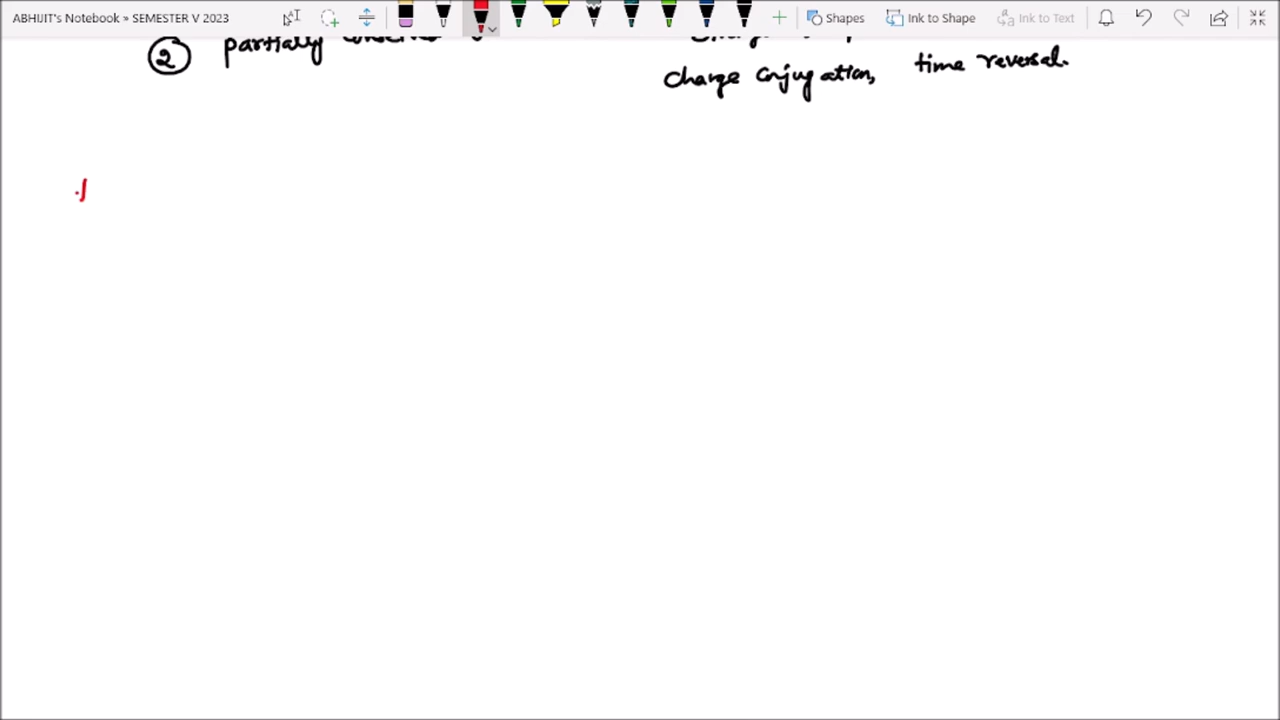 ABHIJIT's Notebook » SEMESTER V 2023
Shapes
Ink to Shape
Ink to Text
2 partially
charge conjugation, time reversal.